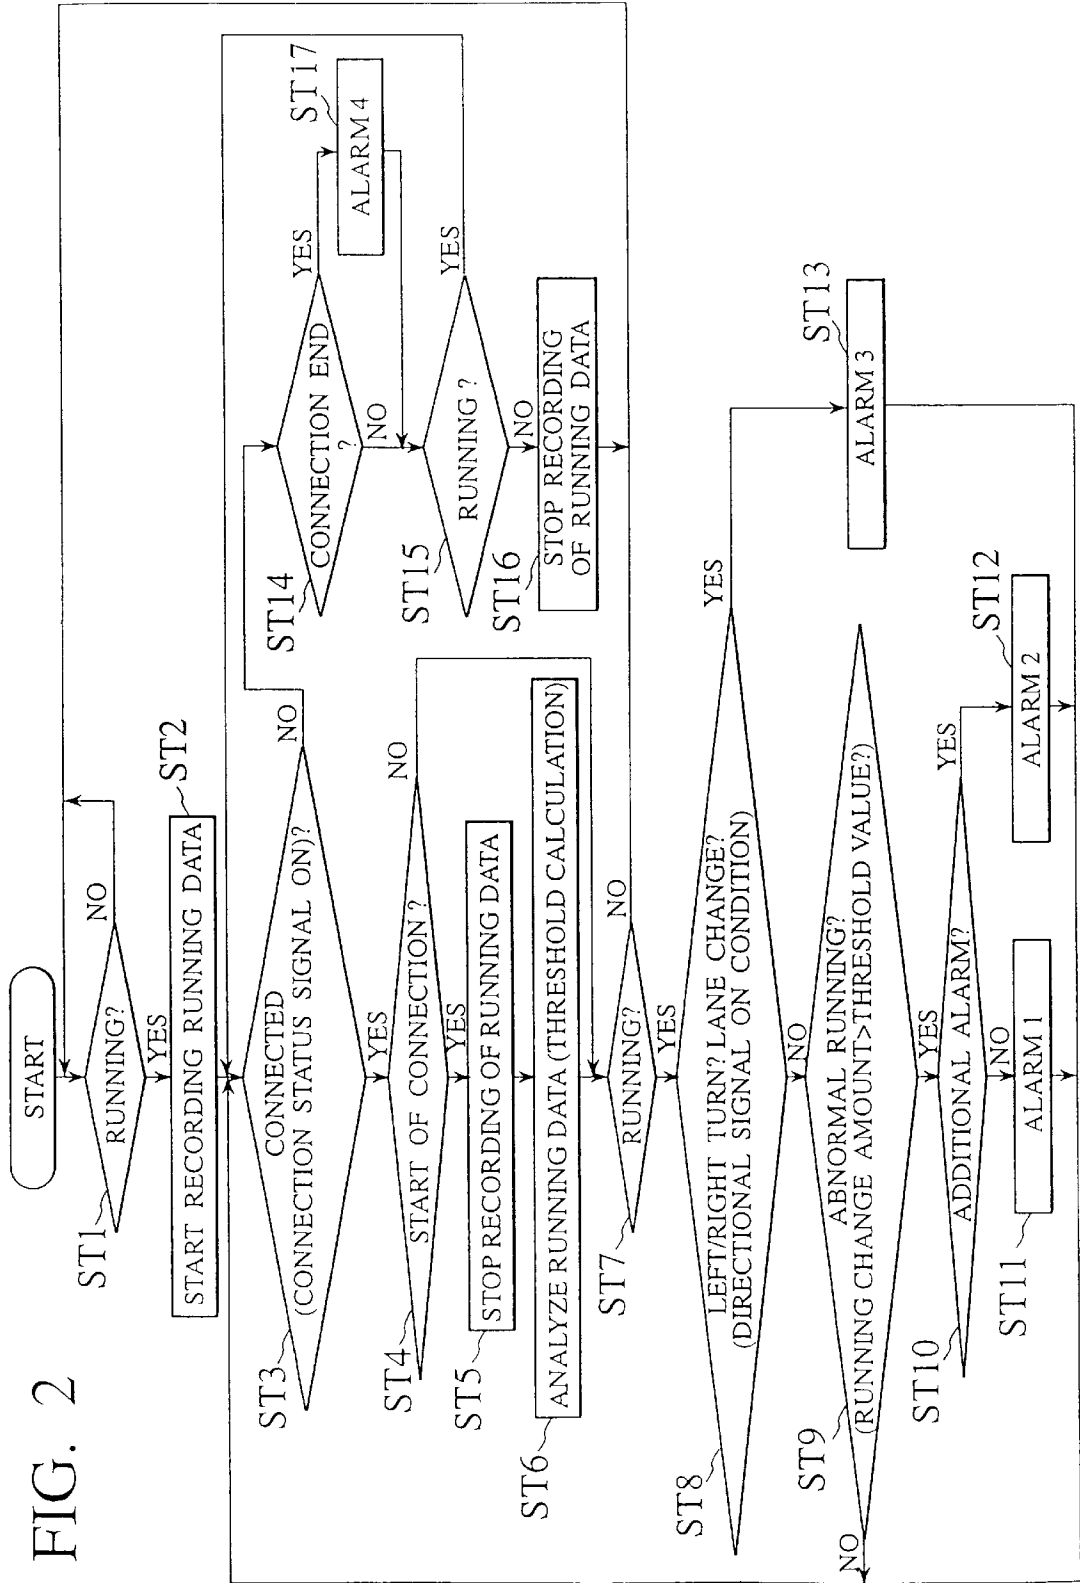 FIG. 2
START
ST1
RUNNING?
NO
YES
START RECORDING RUNNING DATA
ST2
ST3
CONNECTED
(CONNECTION STATUS SIGNAL ON)?
NO
YES
ST4
START OF CONNECTION ?
NO
YES
ST5
STOP RECORDING OF RUNNING DATA
ST6
ANALYZE RUNNING DATA (THRESHOLD CALCULATION)
ST7
RUNNING?
NO
YES
ST8
LEFT/RIGHT TURN? LANE CHANGE?
(DIRECTIONAL SIGNAL ON CONDITION)
YES
NO
ST9
ABNORMAL RUNNING?
(RUNNING CHANGE AMOUNT>THRESHOLD VALUE?)
NO
YES
ST10
ADDITIONAL ALARM?
YES
NO
ST11
ALARM 1
ST12
ALARM 2
ST13
ALARM 3
ST14
CONNECTION END
?
YES
NO
ST17
ALARM 4
ST15
RUNNING ?
YES
NO
ST16
STOP RECORDING
OF RUNNING DATA